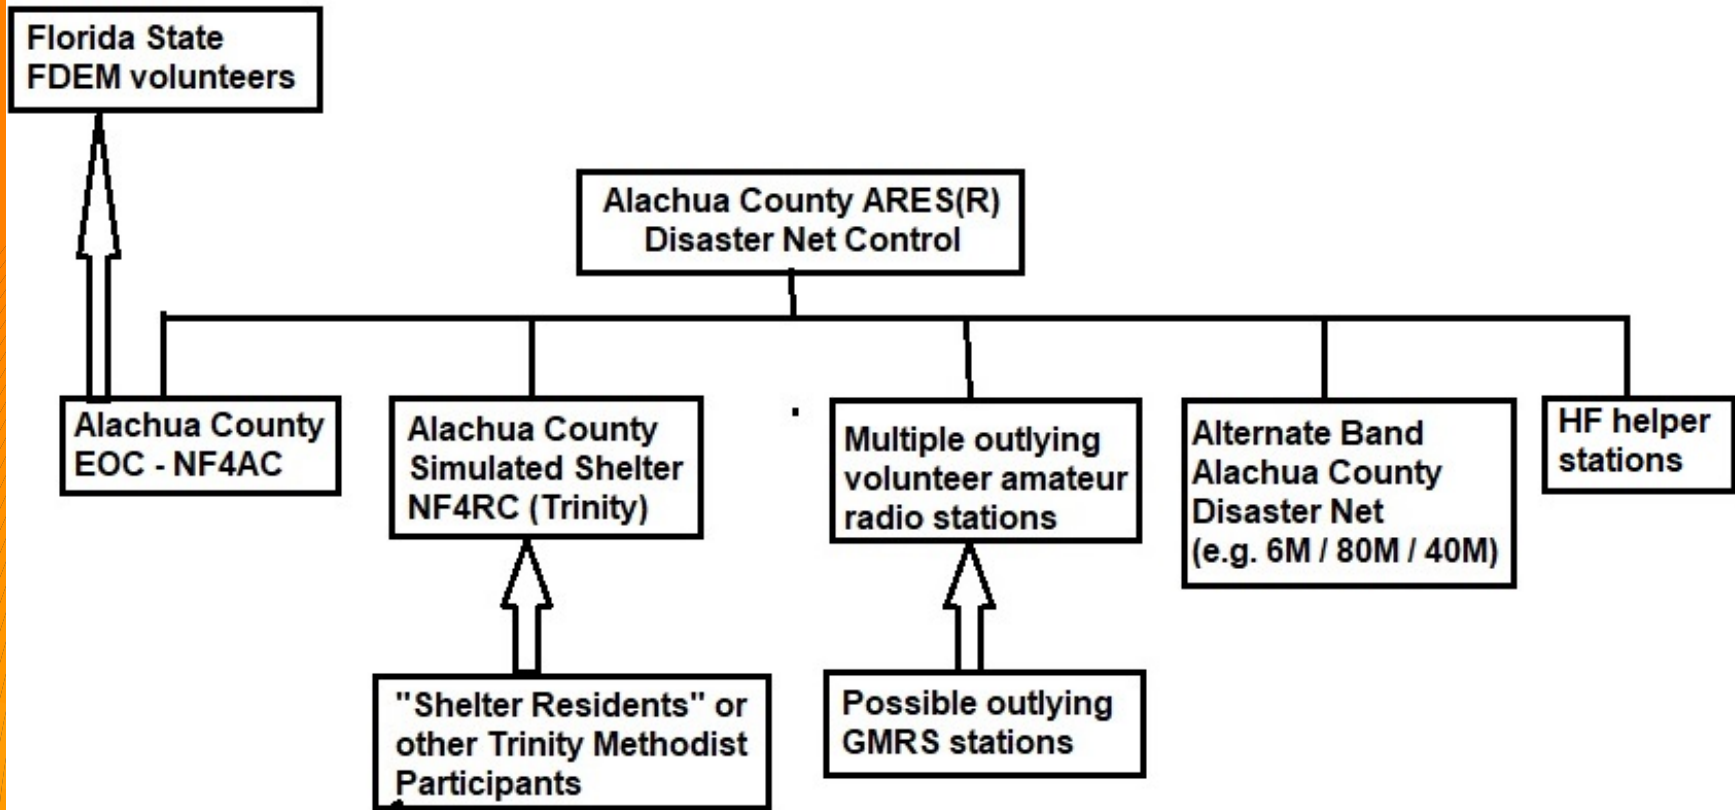 Florida State
FDEM volunteers
Alachua County ARES(R)
Disaster Net Control
Alachua County
EOC - NF4AC
Alachua County
Simulated Shelter
NF4RC (Trinity)
Multiple outlying
volunteer amateur
radio stations
Alternate Band
Alachua County
Disaster Net
(e.g. 6M / 80M / 40M)
HF helper
stations
"Shelter Residents" or
other Trinity Methodist
Participants
Possible outlying
GMRS stations